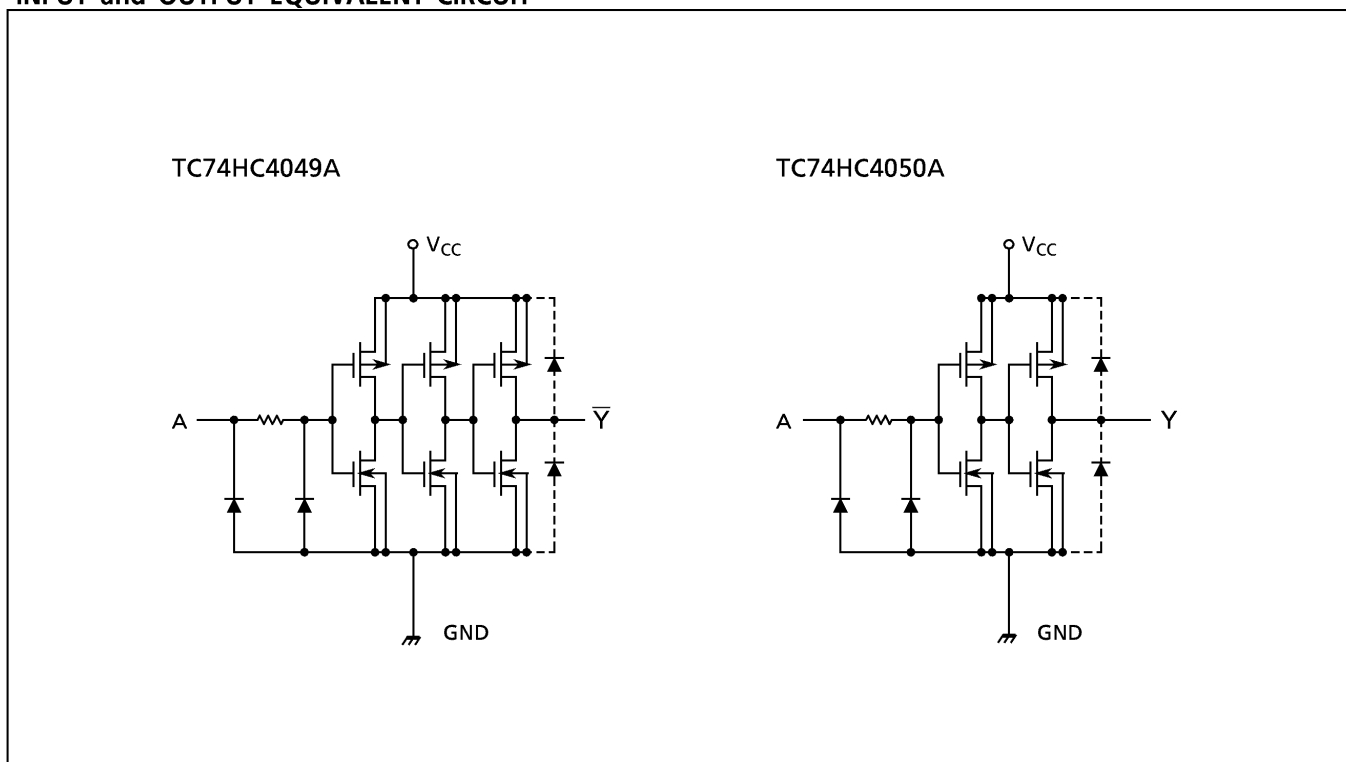 INPUT and OUTPUT EQUIVALENT CIRCUIT
TC74HC4049A
TC74HC4050A
VCC
VCC
A
Y̅
A
Y
GND
GND